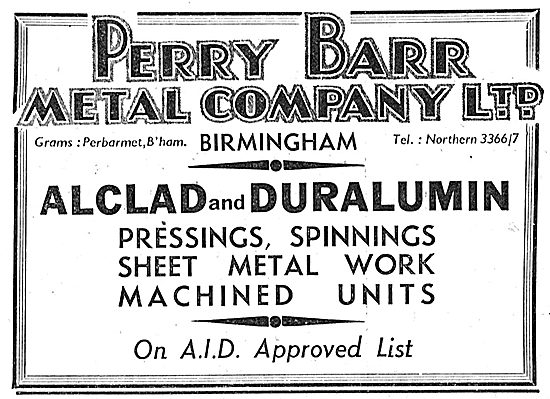 PERRY BARR
METAL COMPANY LTD
Grams : Perbarmet, B'ham. BIRMINGHAM Tel. : Northern 3366/7
ALCLAD and DURALUMIN
PRESSINGS, SPINNINGS
SHEET METAL WORK
MACHINED UNITS
On A.I.D. Approved List